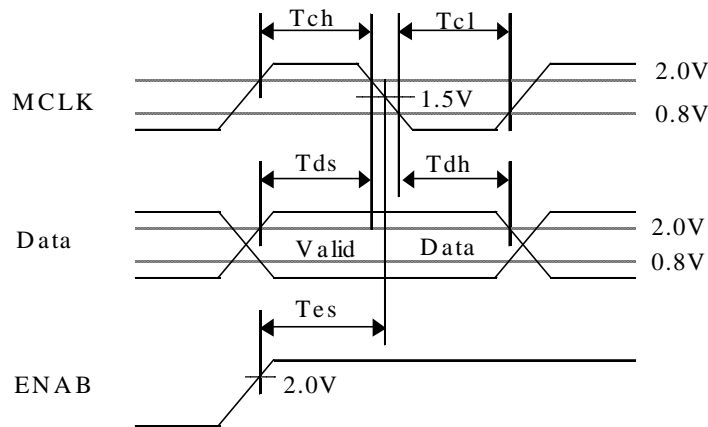 Tch Tcl
2.0V
MCLK 1.5V
0.8V
Tds Tdh
2.0V
Data Valid Data
0.8V
Tes
ENAB 2.0V